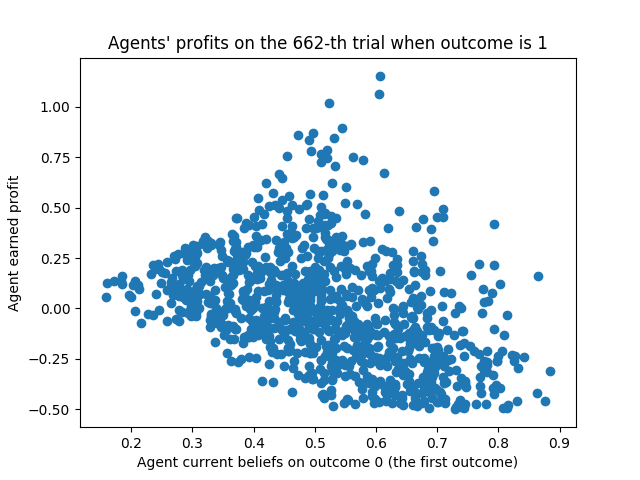 Agents' profits on the 662-th trial when outcome is 1
1.00
0.75
0.50
0.25
0.00
−0.25
−0.50
Agent earned profit
0.2 0.3 0.4 0.5 0.6 0.7 0.8 0.9
Agent current beliefs on outcome 0 (the first outcome)